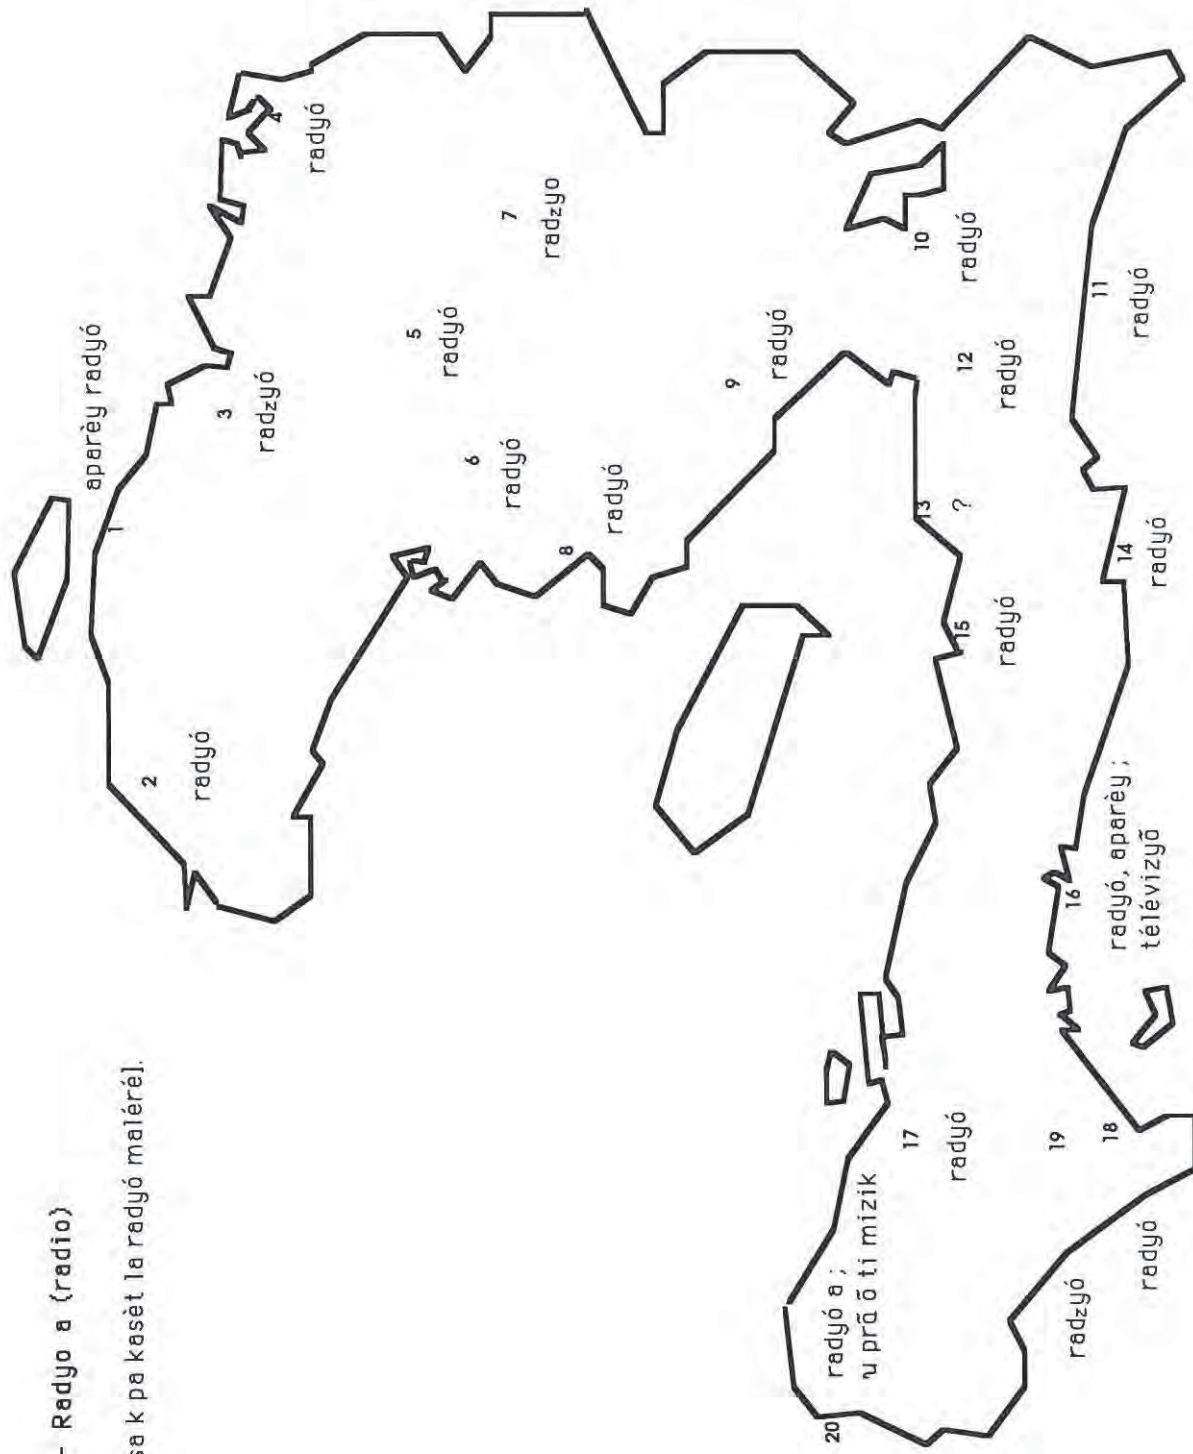 - Radyo a (radio)
sa k pa kasèt la radyó maléré].
1
aparèy radyó
2
radyó
3
radzyó
4
radyó
5
radyó
6
radyó
7
radzyo
8
radyó
9
radyó
10
radyó
11
radyó
12
radyó
13
?
14
radyó
15
radyó
16
radyó, aparèy ;
télévizyõ
17
radyó
18
radyó
19
radzyó
20
radyó a ;
u prã õ ti mizik